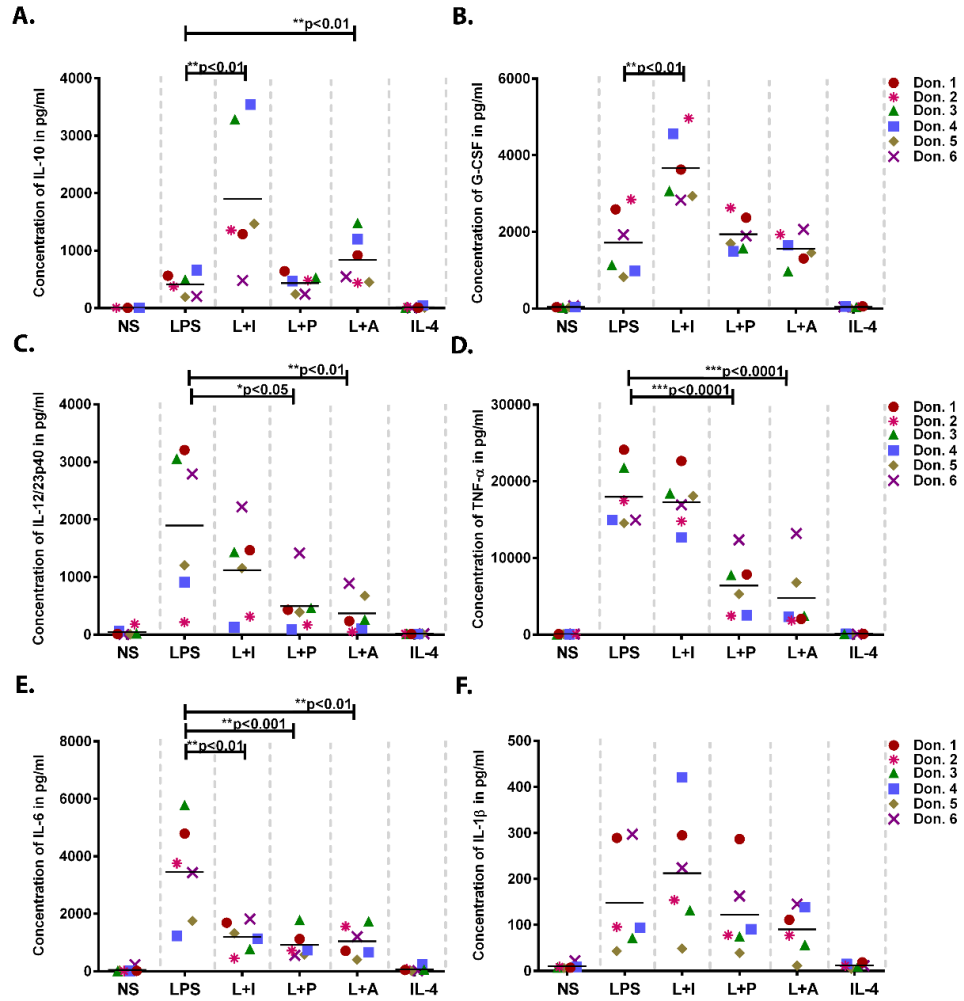 A.
**p<0.01
**p<0.01
Concentration of IL-10 in pg/ml
4000
3000
2000
1000
0
NS LPS L+I L+P L+A IL-4
B.
**p<0.01
Concentration of G-CSF in pg/ml
6000
4000
2000
0
NS LPS L+I L+P L+A IL-4
Don. 1
Don. 2
Don. 3
Don. 4
Don. 5
Don. 6
C.
**p<0.01
*p<0.05
Concentration of IL-12/23p40 in pg/ml
4000
3000
2000
1000
0
NS LPS L+I L+P L+A IL-4
D.
***p<0.0001
***p<0.0001
Concentration of TNF-α in pg/ml
30000
20000
10000
0
NS LPS L+I L+P L+A IL-4
Don. 1
Don. 2
Don. 3
Don. 4
Don. 5
Don. 6
E.
**p<0.01
**p<0.001
**p<0.01
Concentration of IL-6 in pg/ml
8000
6000
4000
2000
0
NS LPS L+I L+P L+A IL-4
F.
Concentration of IL-1β in pg/ml
500
400
300
200
100
0
NS LPS L+I L+P L+A IL-4
Don. 1
Don. 2
Don. 3
Don. 4
Don. 5
Don. 6